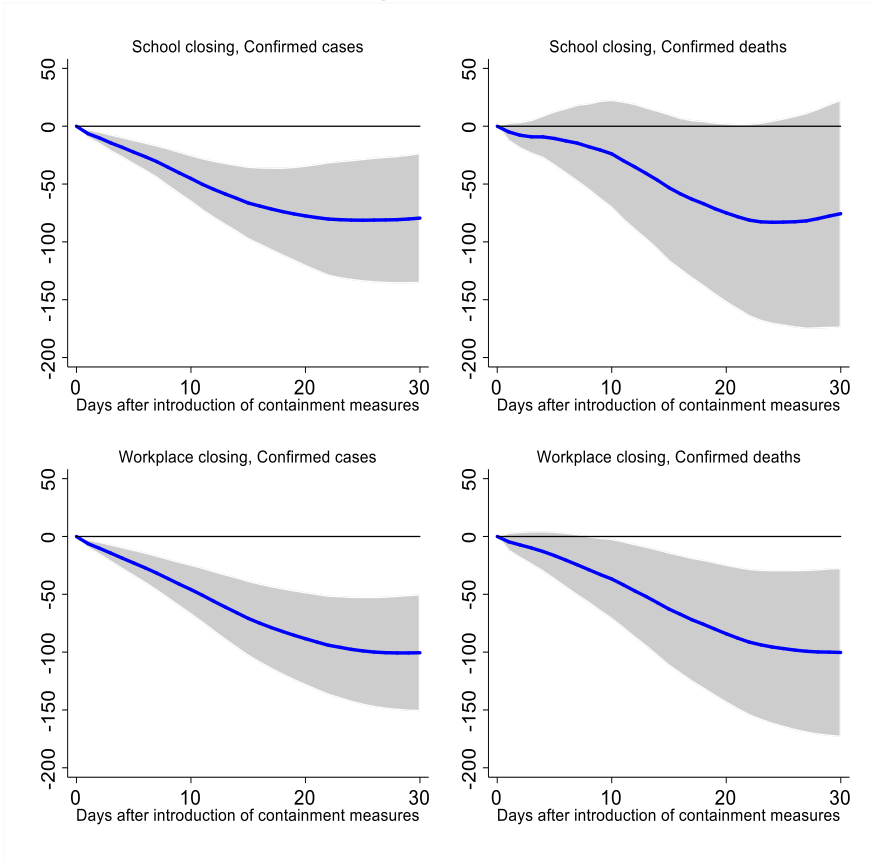 School closing, Confirmed cases
50
0
-50
-100
-150
-200
0 10 20 30
Days after introduction of containment measures
School closing, Confirmed deaths
50
0
-50
-100
-150
-200
0 10 20 30
Days after introduction of containment measures
Workplace closing, Confirmed cases
50
0
-50
-100
-150
-200
0 10 20 30
Days after introduction of containment measures
Workplace closing, Confirmed deaths
50
0
-50
-100
-150
-200
0 10 20 30
Days after introduction of containment measures